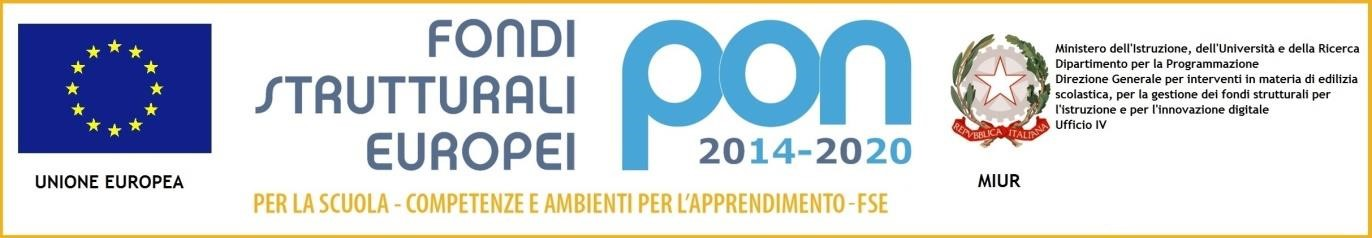 UNIONE EUROPEA
FONDI
STRUTTURALI
EUROPEI
pon
2014-2020
PER LA SCUOLA - COMPETENZE E AMBIENTI PER L'APPRENDIMENTO-FSE
REPVBBLICA ITALIANA
MIUR
Ministero dell'Istruzione, dell'Università e della Ricerca
Dipartimento per la Programmazione
Direzione Generale per interventi in materia di edilizia
scolastica, per la gestione dei fondi strutturali per
l'istruzione e per l'innovazione digitale
Ufficio IV